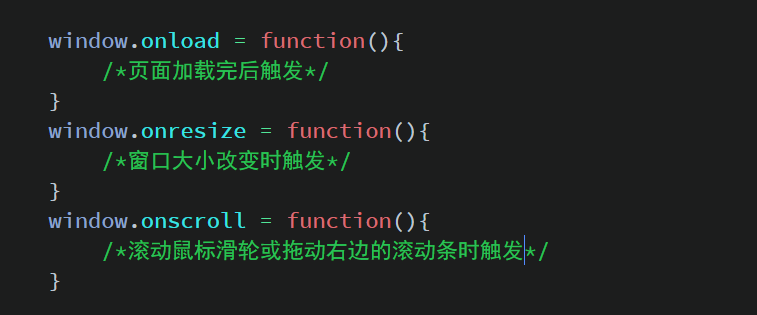 window.onload = function(){
    /*页面加载完后触发*/
}
window.onresize = function(){
    /*窗口大小改变时触发*/
}
window.onscroll = function(){
    /*滚动鼠标滑轮或拖动右边的滚动条时触发*/
}